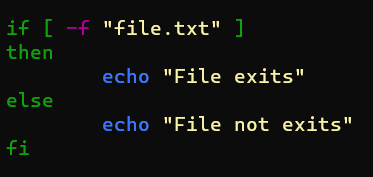 if [ -f "file.txt" ]
then
        echo "File exits"
else
        echo "File not exits"
fi